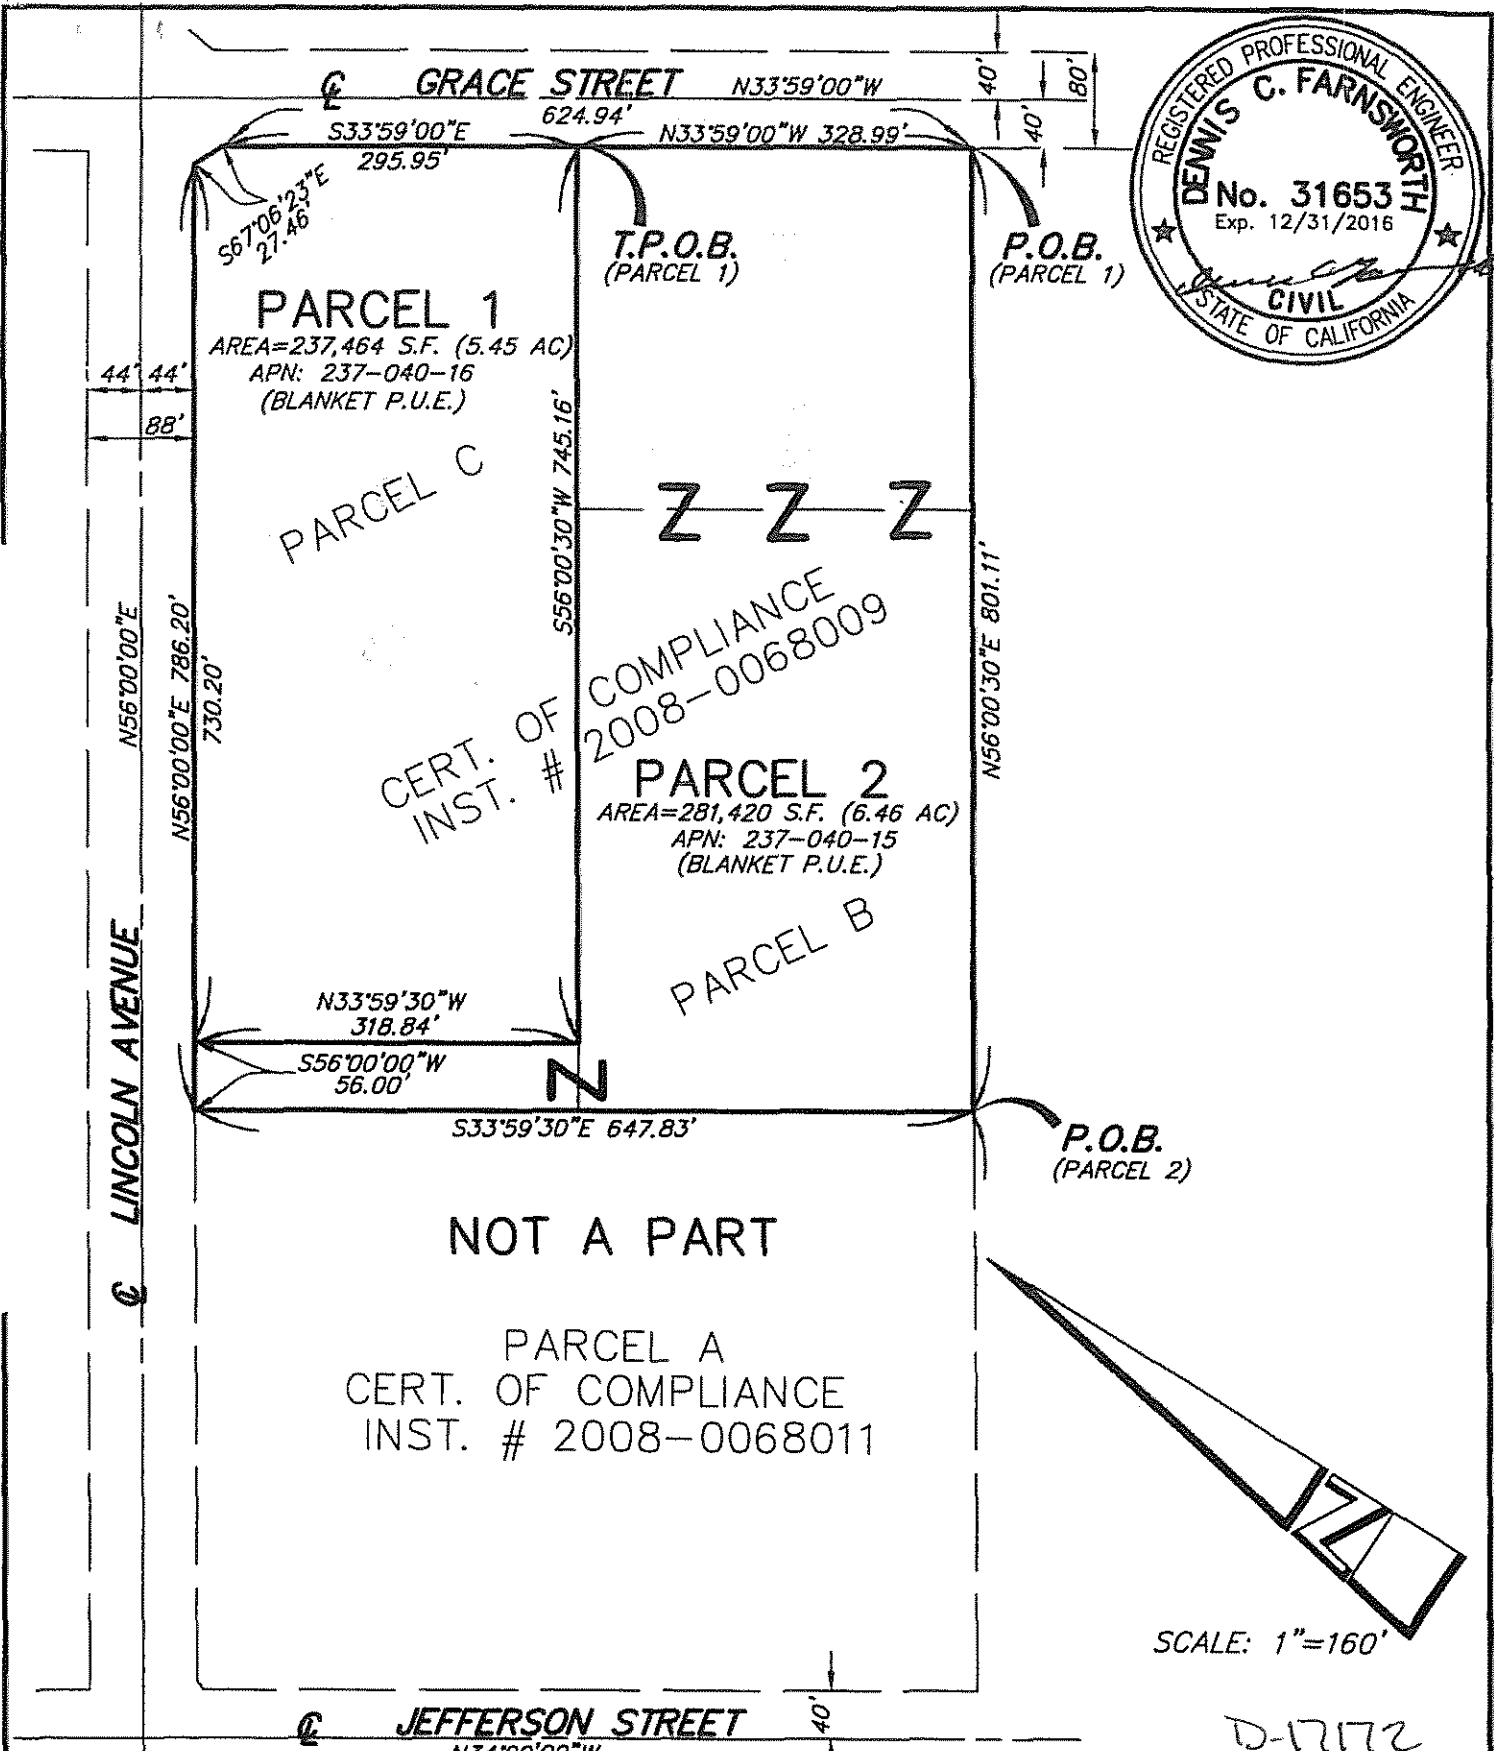 ℄ GRACE STREET N33°59'00"W
624.94'
S33°59'00"E
295.95'
N33°59'00"W 328.99'
40'
40'
80'
S67°06'23"E
27.46'
T.P.O.B.
(PARCEL 1)
P.O.B.
(PARCEL 1)
REGISTERED PROFESSIONAL ENGINEER
DENNIS C. FARNSWORTH
No. 31653
Exp. 12/31/2016
CIVIL
STATE OF CALIFORNIA
PARCEL 1
AREA=237,464 S.F. (5.45 AC)
APN: 237-040-16
(BLANKET P.U.E.)
44' 44'
88'
PARCEL C
S56°00'30"W 745.16'
Z Z Z
N56°00'00"E
N56°00'00"E 786.20'
730.20'
CERT. OF COMPLIANCE
INST. # 2008-0068009
N56°00'30"E 801.11'
PARCEL 2
AREA=281,420 S.F. (6.46 AC)
APN: 237-040-15
(BLANKET P.U.E.)
PARCEL B
℄ LINCOLN AVENUE
N33°59'30"W
318.84'
S56°00'00"W
56.00'
Z
S33°59'30"E 647.83'
P.O.B.
(PARCEL 2)
NOT A PART
PARCEL A
CERT. OF COMPLIANCE
INST. # 2008-0068011
N
SCALE: 1"=160'
40'
℄ JEFFERSON STREET
N34°00'00"W
D-17172